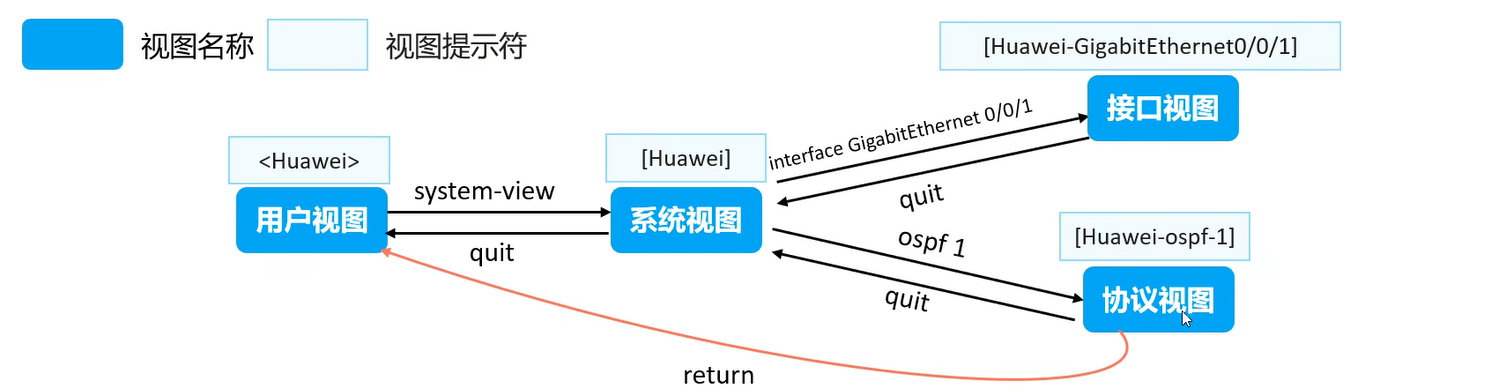 视图名称
视图提示符
[Huawei-GigabitEthernet0/0/1]
接口视图
interface GigabitEthernet 0/0/1
quit
<Huawei>
[Huawei]
用户视图
system-view
quit
系统视图
ospf 1
quit
[Huawei-ospf-1]
协议视图
return